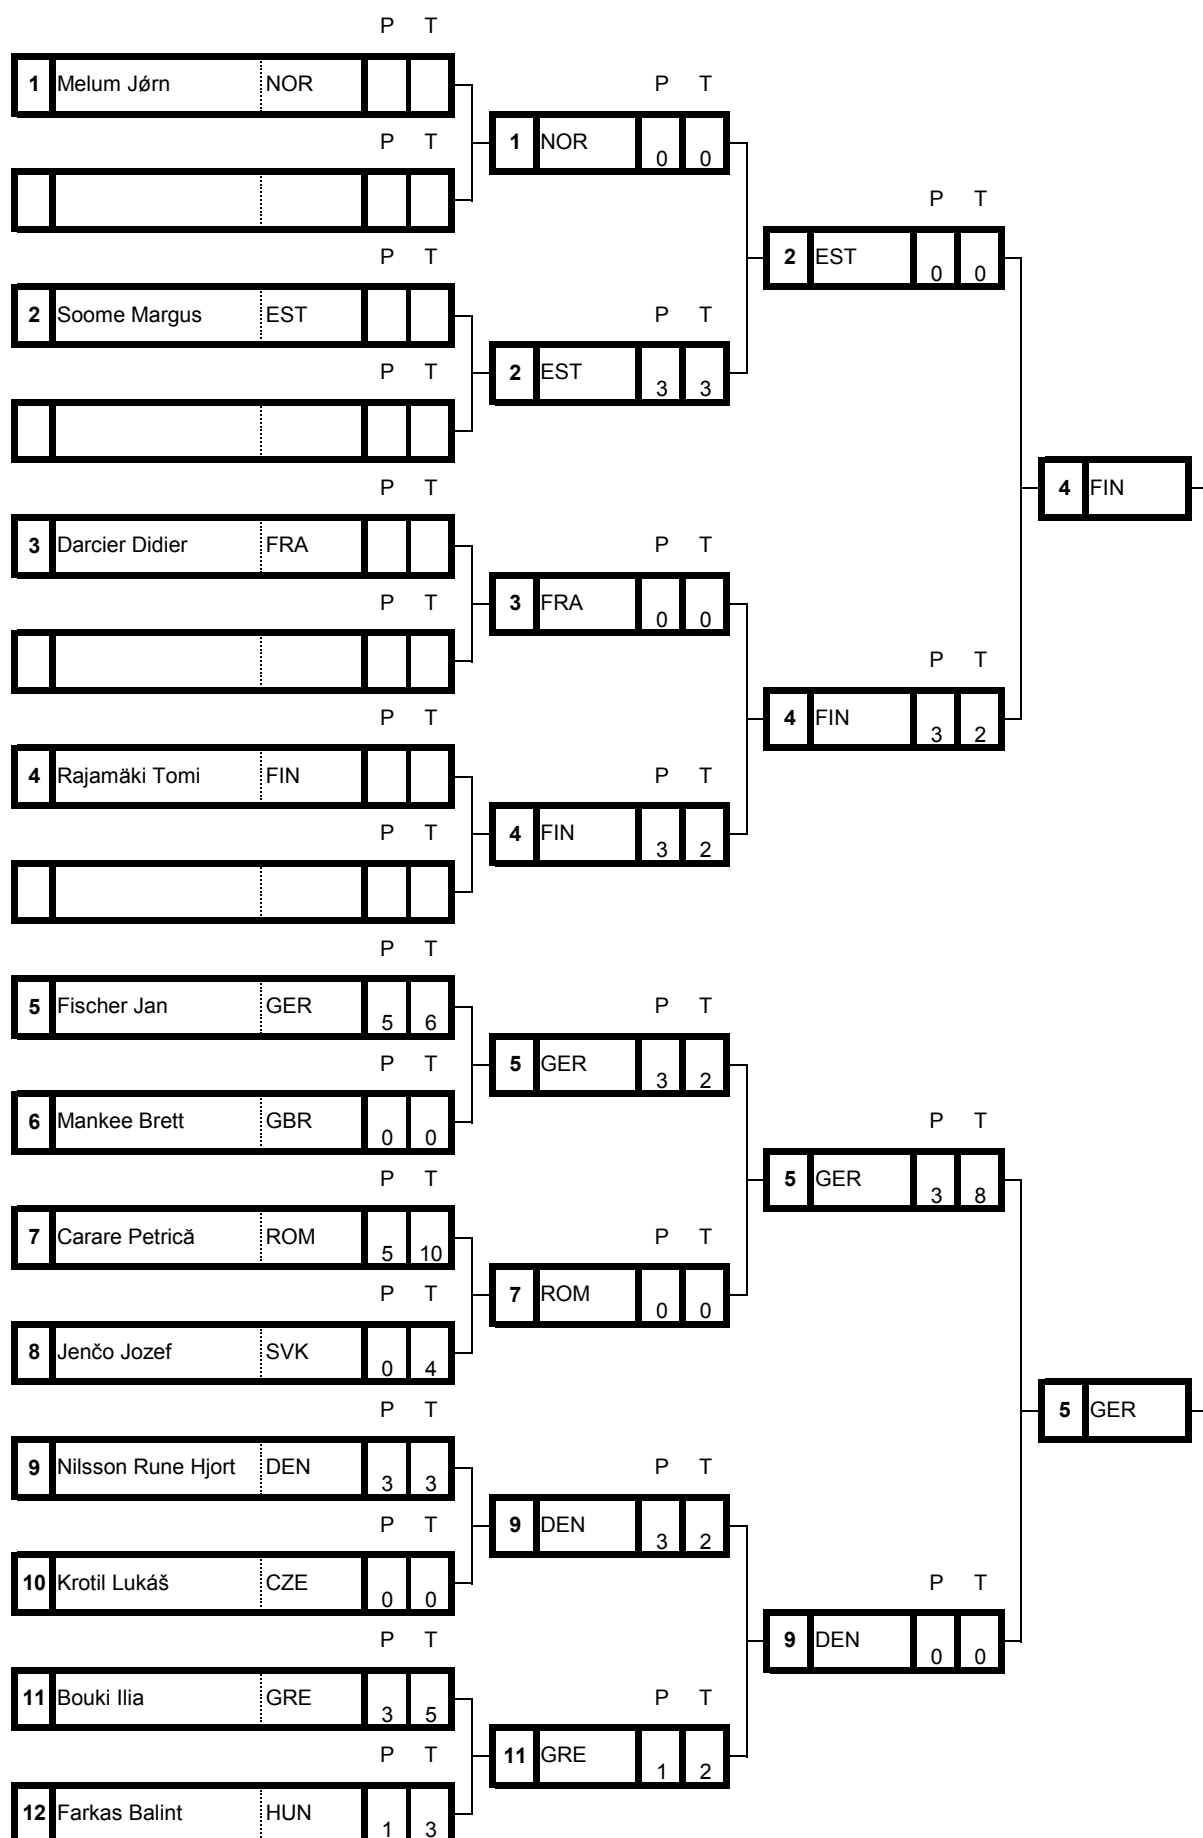 P T
1 Melum Jørn NOR
P T
P T
1 NOR 0 0
P T
P T
2 EST 0 0
2 Soome Margus EST
P T
P T
2 EST 3 3
P T
4 FIN
3 Darcier Didier FRA
P T
P T
3 FRA 0 0
P T
P T
4 FIN 3 2
4 Rajamäki Tomi FIN
P T
P T
4 FIN 3 2
P T
5 Fischer Jan GER 5 6
P T
P T
5 GER 3 2
6 Mankee Brett GBR 0 0
P T
P T
5 GER 3 8
7 Carare Petrică ROM 5 10
P T
P T
7 ROM 0 0
8 Jenčo Jozef SVK 0 4
P T
5 GER
9 Nilsson Rune Hjort DEN 3 3
P T
P T
9 DEN 3 2
10 Krotil Lukáš CZE 0 0
P T
P T
9 DEN 0 0
11 Bouki Ilia GRE 3 5
P T
P T
11 GRE 1 2
12 Farkas Balint HUN 1 3